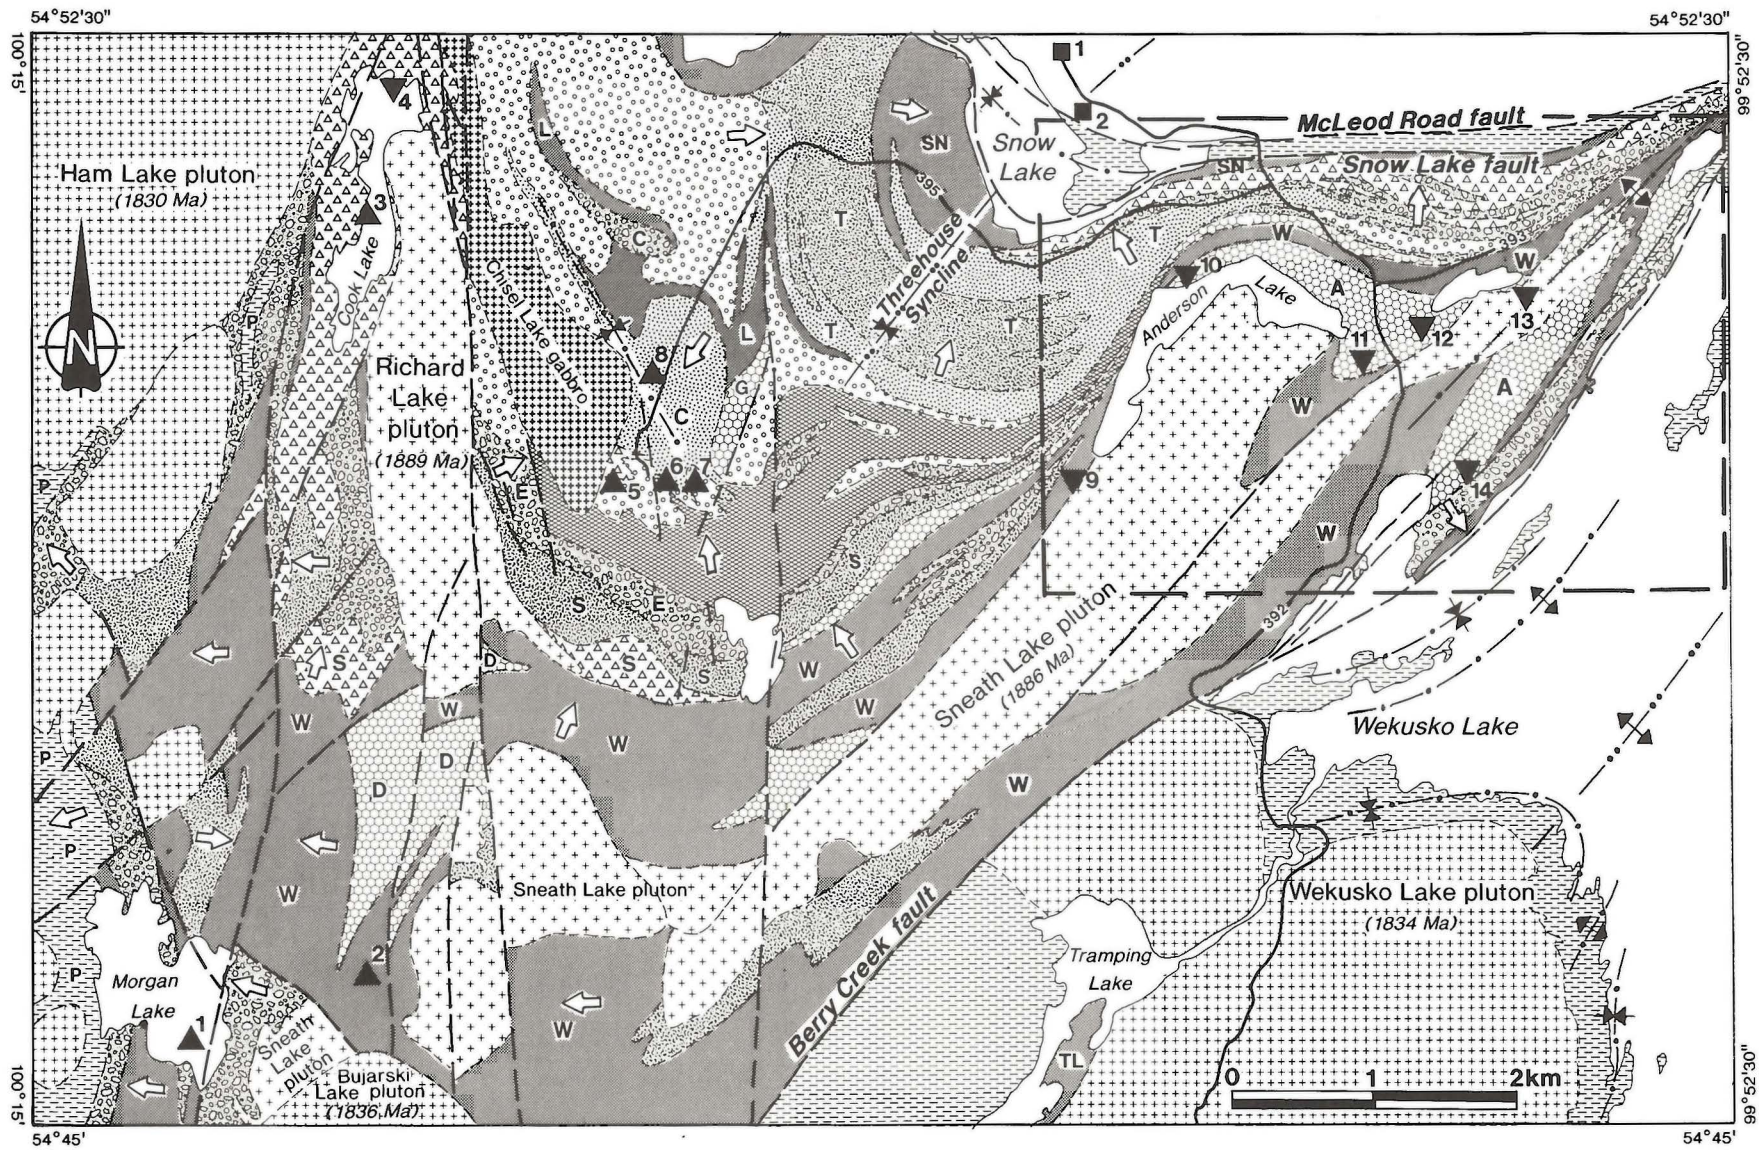 54°52'30"
54°52'30"
100°15'
99°52'30"
1
4
2
McLeod Road fault
L
SN
Snow
Lake
SN
Snow Lake fault
Ham Lake pluton
(1830 Ma)
3
395
T
T
W
393
W
C
Cook Lake
Threehouse
Syncline
10
Anderson
Lake
A
P
Chisel Lake gabbro
L
T
T
13
N
8
11
12
Richard
Lake
pluton
(1889 Ma)
G
A
C
W
P
E
5
6
7
9
14
W
S
S
E
392
S
S
D
S
W
Sneath Lake pluton
(1886 Ma)
W
W
W
W
Wekusko Lake
P
D
D
W
P
W
Sneath Lake pluton
Wekusko Lake pluton
(1834 Ma)
Berry Creek fault
2
P
Morgan
Lake
Tramping
Lake
1
W
Sneath
Lake
pluton
Bujarski
Lake pluton
(1836 Ma)
TL
0 1 2km
100°15'
99°52'30"
54°45'
54°45'